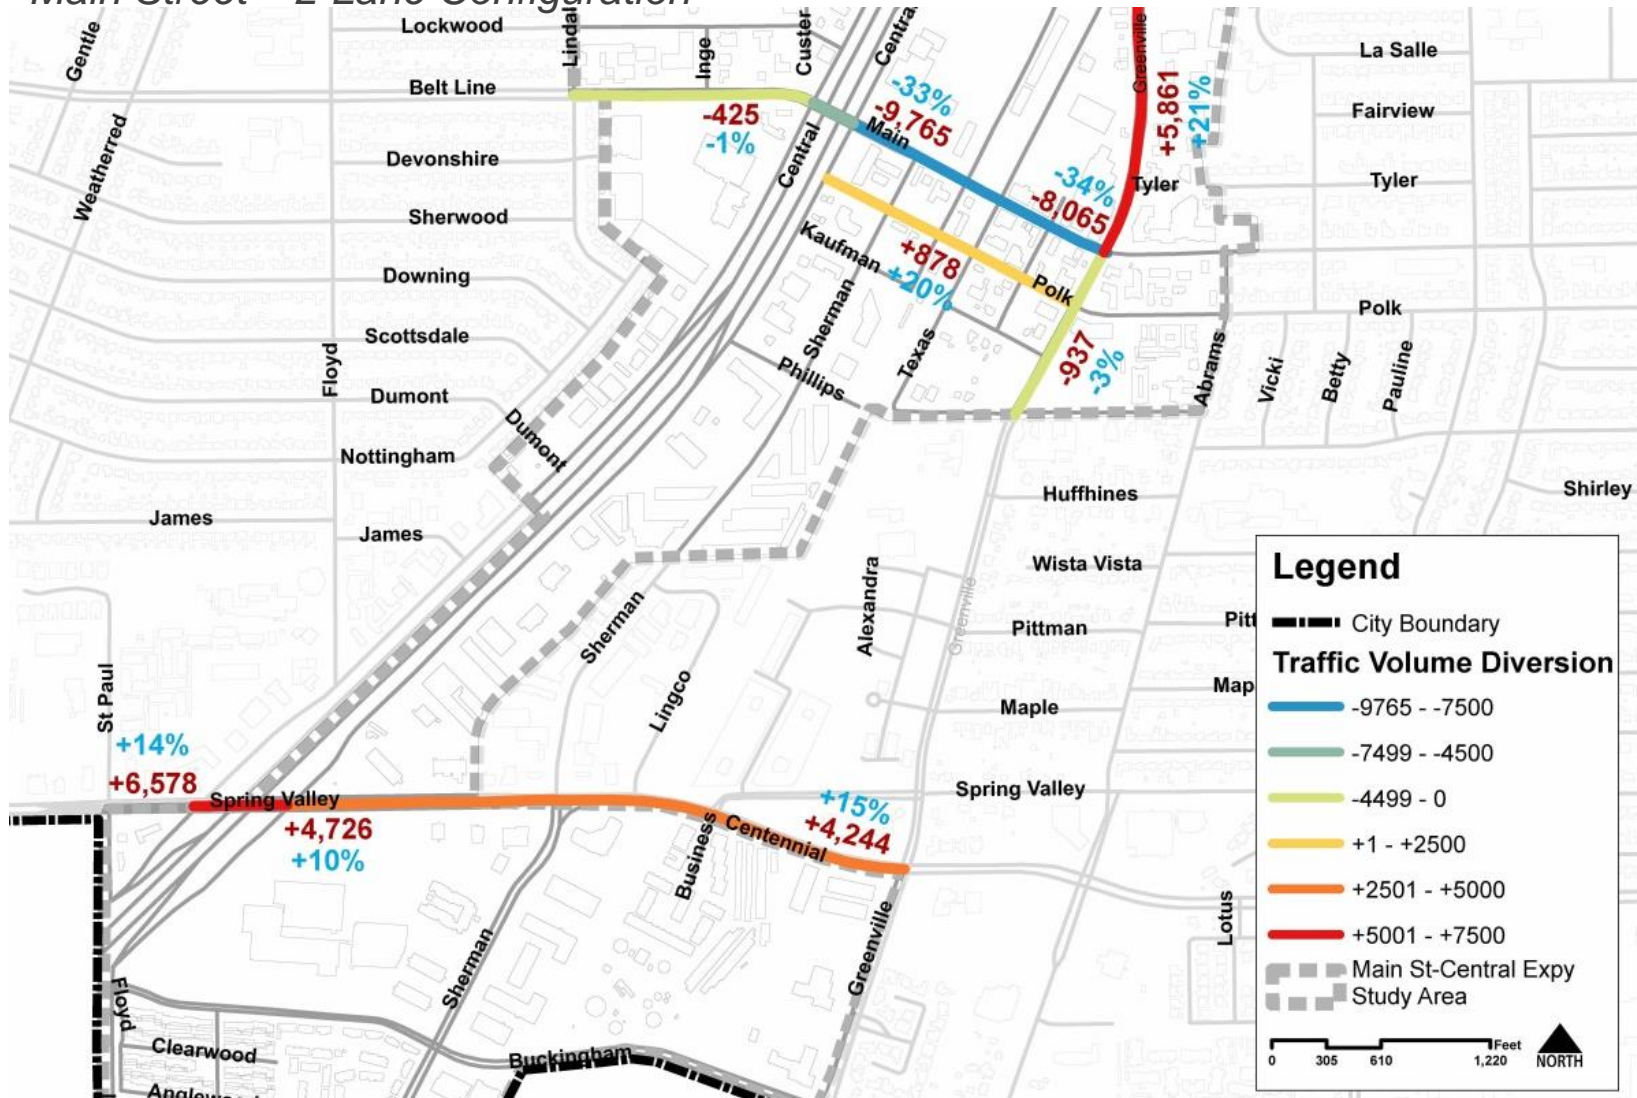 Main Street – 2-Lane Configuration
Lockwood
Gentle
Lindal
Inge
Custer
Central
Greenville
La Salle
Belt Line
-425
-1%
-33%
-9,765
Main
+5,861
+21%
Fairview
Weatherred
Devonshire
Central
-34%
-8,065
Tyler
Tyler
Sherwood
Kaufman
+878
+20%
Polk
Downing
Polk
Scottsdale
Floyd
Sherman
Texas
Phillips
-937
-3%
Abrams
Vicki
Betty
Pauline
Dumont
Dumont
Nottingham
Huffhines
Shirley
James
James
Wista Vista
Alexandra
Greenville
Sherman
Pittman
Pitt
St Paul
Lingco
Maple
Map
+14%
+6,578
Spring Valley
+4,726
+10%
Spring Valley
+15%
+4,244
Centennial
Business
Lotus
Greenville
Sherman
Floyd
Clearwood
Buckingham
Anglewood
Legend
City Boundary
Traffic Volume Diversion
-9765 - -7500
-7499 - -4500
-4499 - 0
+1 - +2500
+2501 - +5000
+5001 - +7500
Main St-Central Expy
Study Area
Feet
0 305 610 1,220
NORTH